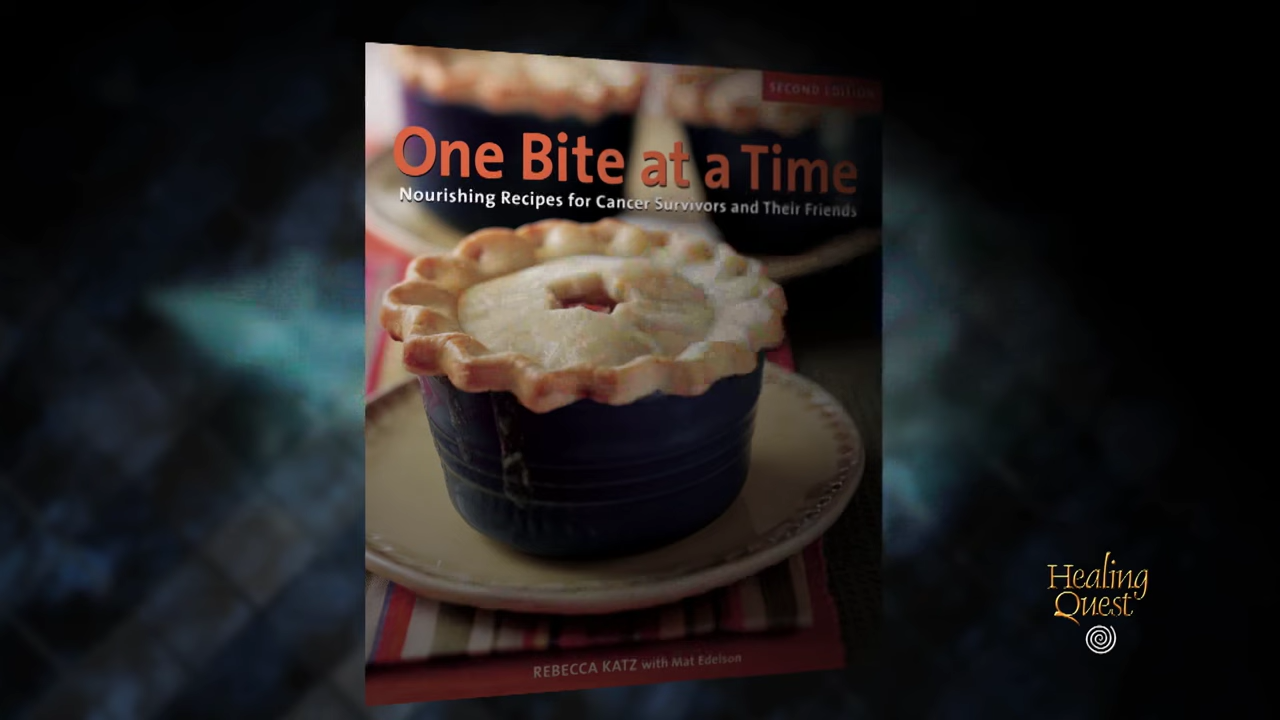 SECOND EDITION
One Bite at a Time
Nourishing Recipes for Cancer Survivors and Their Friends
REBECCA KATZ with Mat Edelson
Healing
Quest